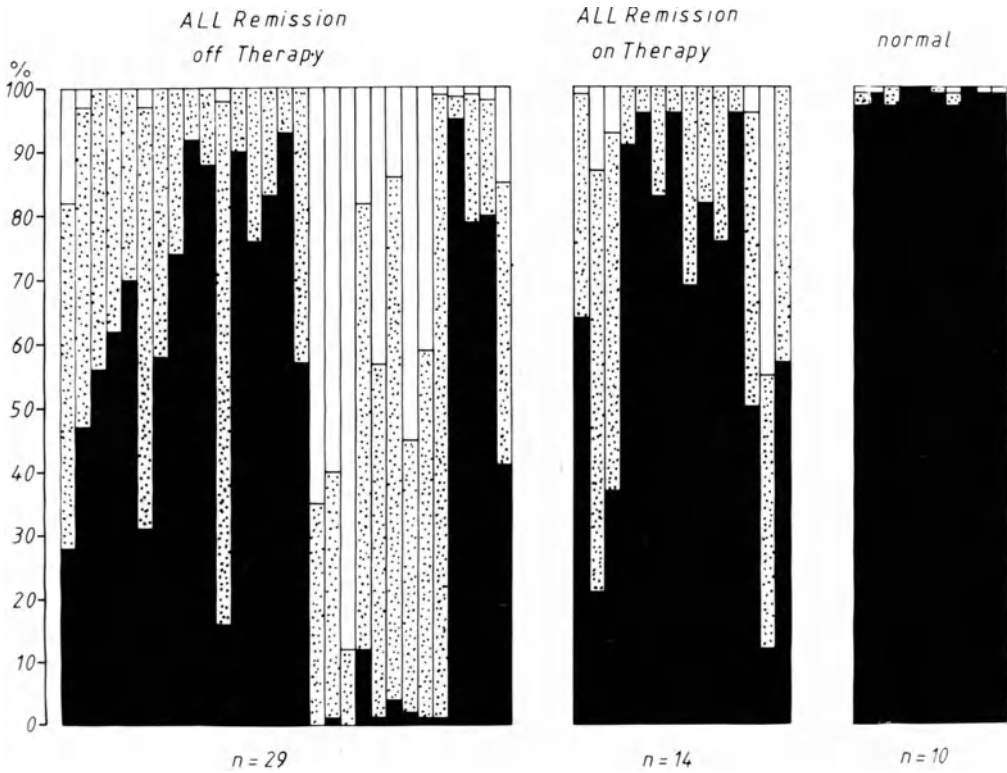 ALL Remission
off Therapy
ALL Remission
on Therapy
normal
%
100
90
80
70
60
50
40
30
20
10
0
n = 29
n = 14
n = 10